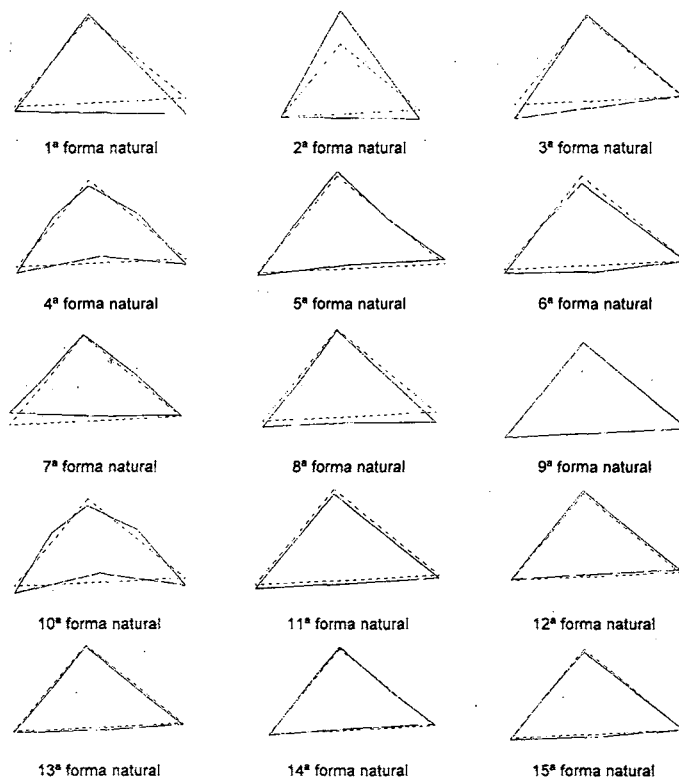 1ª forma natural
2ª forma natural
3ª forma natural
4ª forma natural
5ª forma natural
6ª forma natural
7ª forma natural
8ª forma natural
9ª forma natural
10ª forma natural
11ª forma natural
12ª forma natural
13ª forma natural
14ª forma natural
15ª forma natural